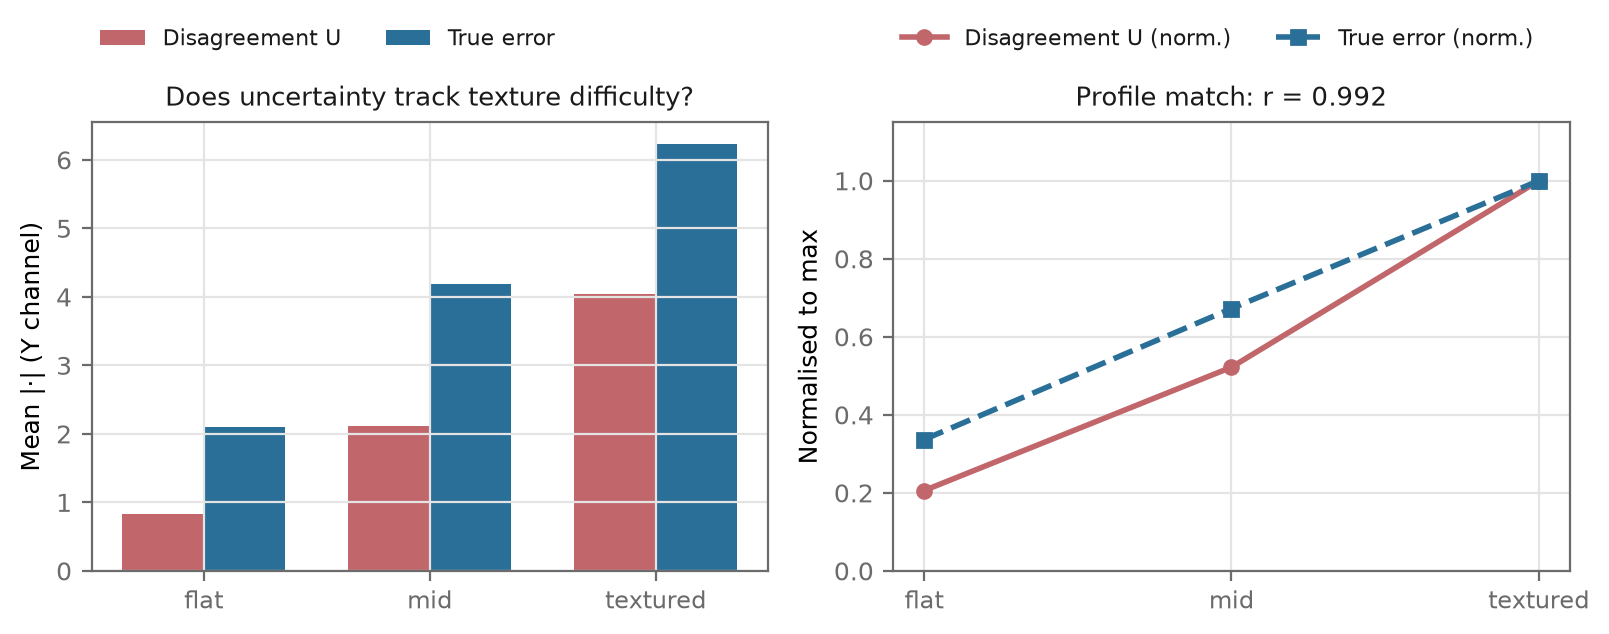 Disagreement U
True error
Does uncertainty track texture difficulty?
Mean |·| (Y channel)
6
5
4
3
2
1
0
flat
mid
textured
Disagreement U (norm.)
True error (norm.)
Profile match: r = 0.992
Normalised to max
1.0
0.8
0.6
0.4
0.2
0.0
flat
mid
textured